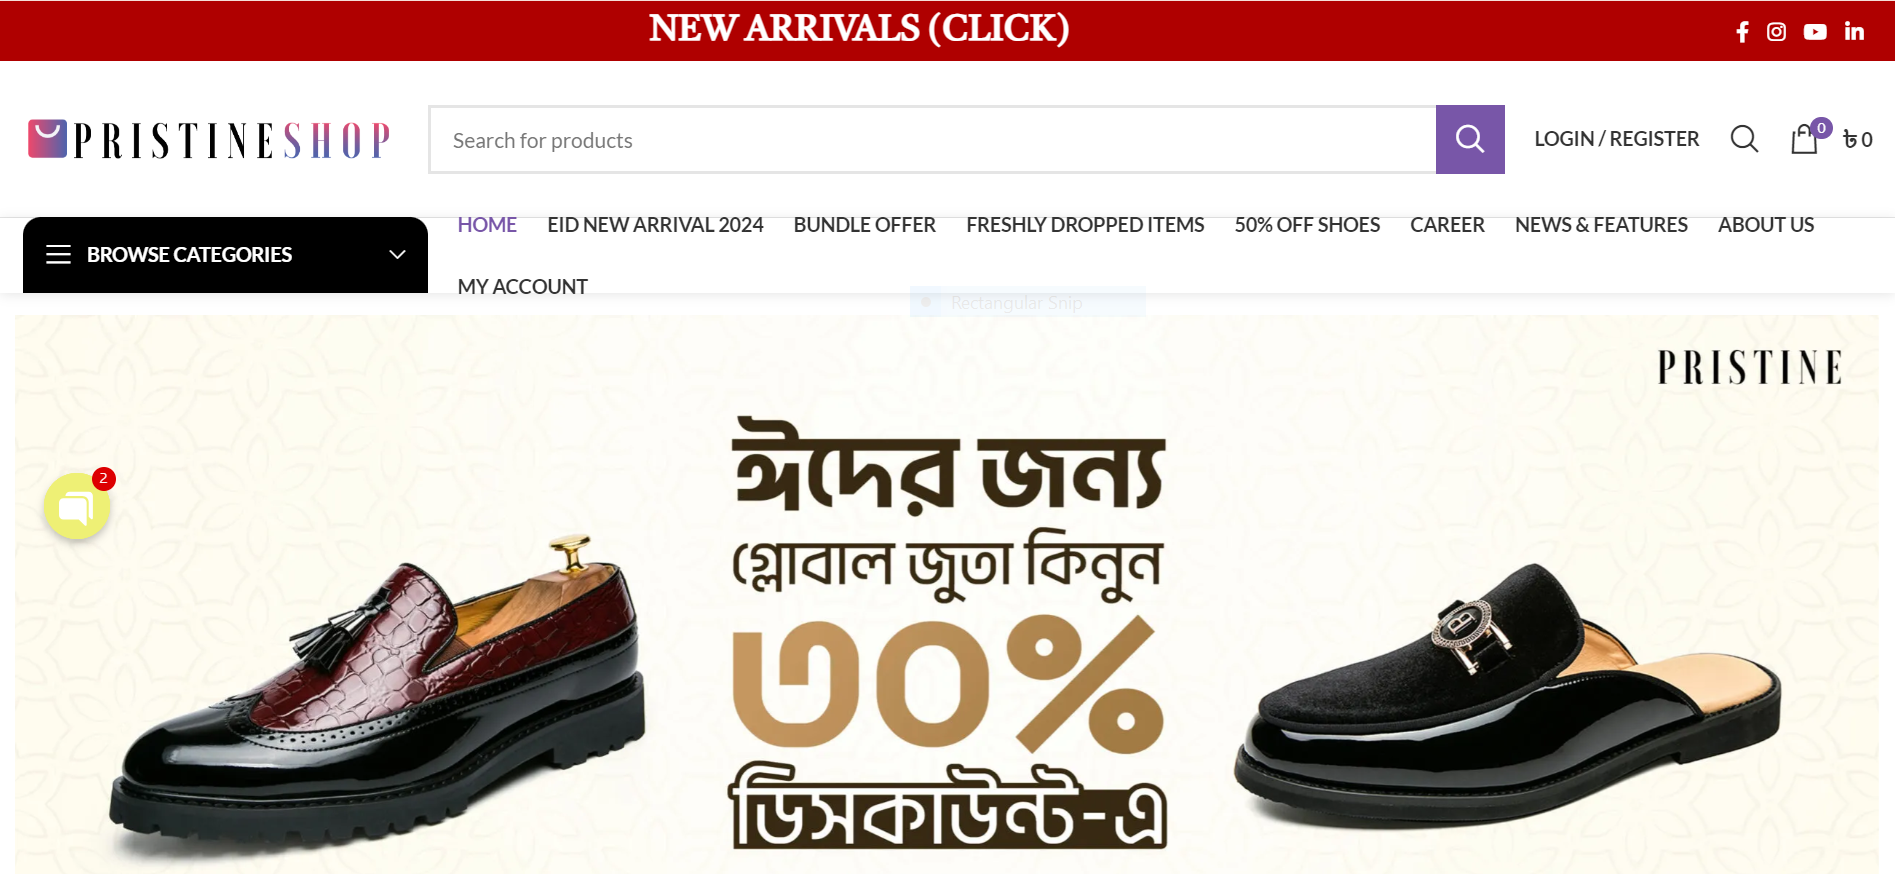 NEW ARRIVALS (CLICK)
PRISTINESHOP
Search for products
LOGIN / REGISTER
0
৳ 0
BROWSE CATEGORIES
HOME EID NEW ARRIVAL 2024 BUNDLE OFFER FRESHLY DROPPED ITEMS 50% OFF SHOES CAREER NEWS & FEATURES ABOUT US
MY ACCOUNT
Rectangular Snip
PRISTINE
ঈদের জন্য
গ্লোবাল জুতা কিনুন
৩০%
ডিসকাউন্ট-এ
2
B